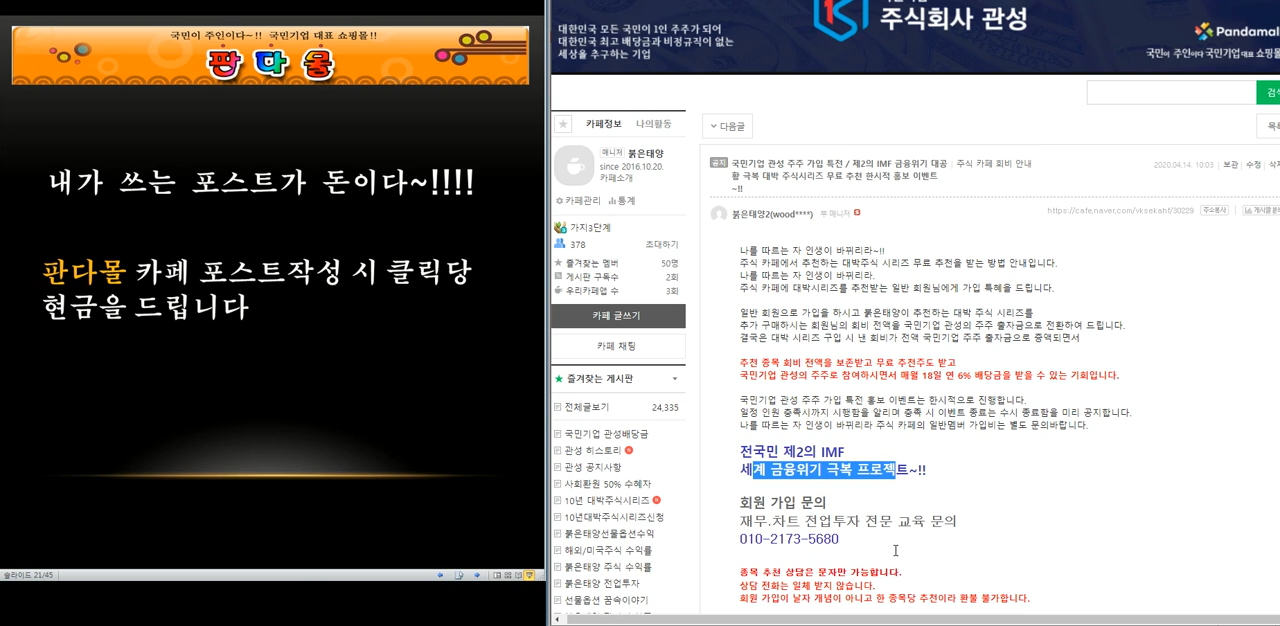 국민이 주인이다~!! 국민기업 대표 쇼핑몰!!
판다몰
내가 쓰는 포스트가 돈이다~!!!!
판다몰 카페 포스트작성 시 클릭당
현금을 드립니다
슬라이드 21/45
대한민국 모든 국민이 1인 주주가 되어
대한민국 최고 배당금과 비정규직이 없는
세상을 추구하는 기업
주식회사 관성
Pandamal
국민이 주인이다 국민기업 대표 쇼핑몰
검색
카페정보 나의활동
매니저 붉은태양
since 2016.10.20.
카페소개
카페관리 통계
가지3단계
378 초대하기
즐겨찾는 멤버 50명
게시판 구독수 2회
우리카페앱 수 3회
카페 글쓰기
카페 채팅
즐겨찾는 게시판
전체글보기 24,335
국민기업 관성배당금
관성 히스토리
관성 공지사항
사회환원 50% 수혜자
10년 대박주식시리즈
10년대박주식시리즈신청
붉은태양선물옵션수익
해외/미국주식 수익률
붉은태양 주식 수익률
붉은태양 전업투자
선물옵션 꿈속이야기
다음글
목록
공지 국민기업 관성 주주 가입 특전 / 제2의 IMF 금융위기 대공 주식 카페 회비 안내
황 극복 대박 주식시리즈 무료 추천 한시적 홍보 이벤트
~!!
2020.04.14. 10:03 보관 수정 삭제
붉은태양2(wood****) 부매니저
https://cafe.naver.com/vksekahf/30229 주소복사
나를 따르는 자 인생이 바뀌리라~!!
주식 카페에서 추천하는 대박주식 시리즈 무료 추천을 받는 방법 안내입니다.
나를 따르는 자 인생이 바뀌리라.
주식 카페에 대박시리즈를 추천받는 일반 회원님에게 가입 특혜을 드립니다.
일반 회원으로 가입을 하시고 붉은태양이 추천하는 대박 주식 시리즈를
추가 구매하시는 회원님의 회비 전액을 국민기업 관성의 주주 출자금으로 전환하여 드립니다.
결국은 대박 시리즈 구입 시 낸 회비가 전액 국민기업 주주 출자금으로 증액되면서
추천 종목 회비 전액을 보존받고 무료 추천주도 받고
국민기업 관성의 주주로 참여하시면서 매월 18일 연 6% 배당금을 받을 수 있는 기회입니다.
국민기업 관성 주주 가입 특전 홍보 이벤트는 한시적으로 진행합니다.
일정 인원 충족시까지 시행함을 알리며 충족 시 이벤트 종료는 수시 종료함을 미리 공지합니다.
나를 따르는 자 인생이 바뀌리라 주식 카페의 일반멤버 가입비는 별도 문의바랍니다.
전국민 제2의 IMF
세계 금융위기 극복 프로젝트~!!
회원 가입 문의
재무.차트 전업투자 전문 교육 문의
010-2173-5680
종목 추천 상담은 문자만 가능합니다.
상담 전화는 일체 받지 않습니다.
회원 가입이 날자 개념이 아니고 한 종목당 추천이라 환불 불가합니다.